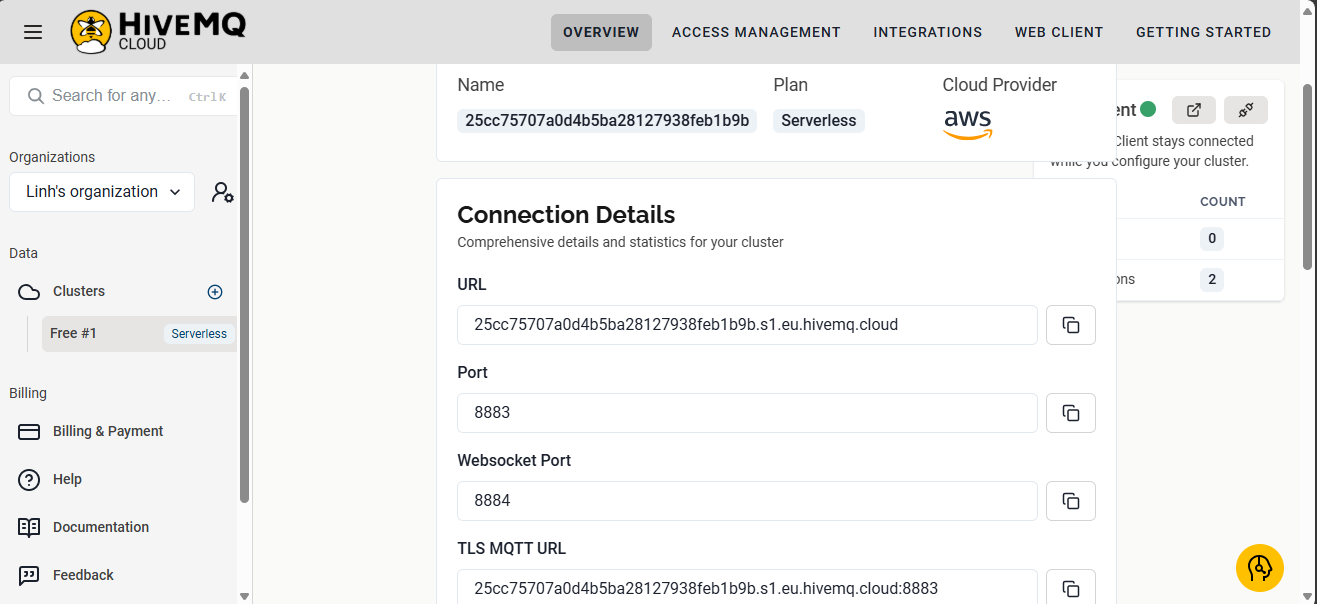 HIVEMQ
CLOUD
OVERVIEW
ACCESS MANAGEMENT
INTEGRATIONS
WEB CLIENT
GETTING STARTED
Search for any... Ctrl K
Organizations
Linh's organization
Data
Clusters
Free #1 Serverless
Billing
Billing & Payment
Help
Documentation
Feedback
Name
25cc75707a0d4b5ba28127938feb1b9b
Plan
Serverless
Cloud Provider
aws
Connection Details
Comprehensive details and statistics for your cluster
URL
25cc75707a0d4b5ba28127938feb1b9b.s1.eu.hivemq.cloud
Port
8883
Websocket Port
8884
TLS MQTT URL
25cc75707a0d4b5ba28127938feb1b9b.s1.eu.hivemq.cloud:8883
ent
Client stays connected
while you configure your cluster.
COUNT
0
ons 2